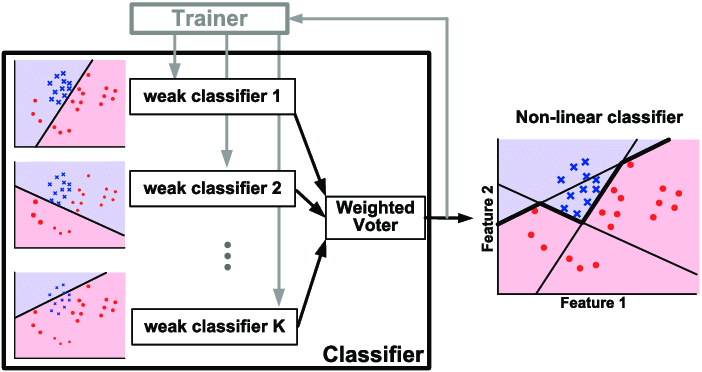 Trainer
weak classifier 1
weak classifier 2
weak classifier K
Weighted
Voter
Classifier
Non-linear classifier
Feature 2
Feature 1